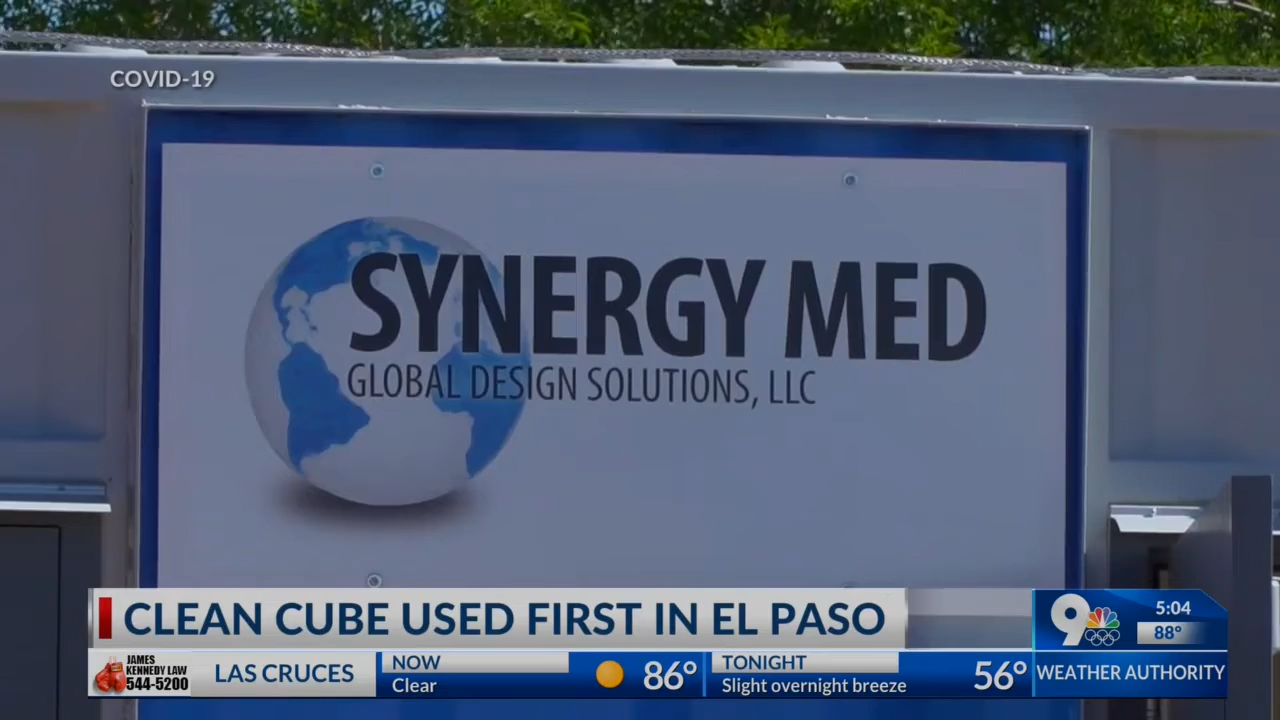 COVID-19
SYNERGY MED
GLOBAL DESIGN SOLUTIONS, LLC
CLEAN CUBE USED FIRST IN EL PASO
9
5:04
88°
JAMES
KENNEDY LAW
544-5200
LAS CRUCES
NOW
Clear
86°
TONIGHT
Slight overnight breeze
56°
WEATHER AUTHORITY